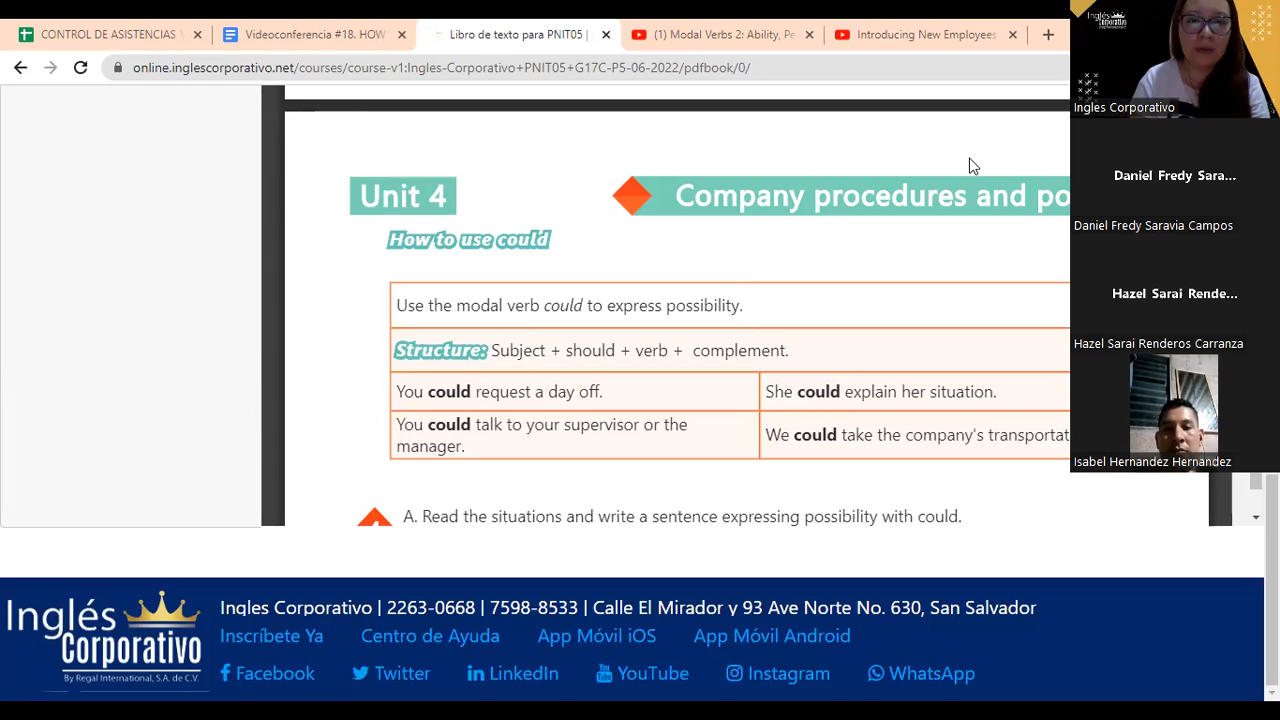 CONTROL DE ASISTENCIAS
Videoconferencia #18. HOW
Libro de texto para PNIT05 |
(1) Modal Verbs 2: Ability, Pe
Introducing New Employees
online.inglescorporativo.net/courses/course-v1:Ingles-Corporativo+PNIT05+G17C-P5-06-2022/pdfbook/0/
Inglés
Corporativo
Ingles Corporativo
Daniel Fredy Sara...
Daniel Fredy Saravia Campos
Hazel Sarai Rende...
Hazel Sarai Renderos Carranza
Isabel Hernandez Hernandez
Unit 4
Company procedures and po
How to use could
Use the modal verb could to express possibility.
Structure: Subject + should + verb + complement.
You could request a day off.
She could explain her situation.
You could talk to your supervisor or the
manager.
We could take the company's transportat
A. Read the situations and write a sentence expressing possibility with could.
Inglés
Corporativo
By Regal International, S.A. de C.V.
Ingles Corporativo | 2263-0668 | 7598-8533 | Calle El Mirador y 93 Ave Norte No. 630, San Salvador
Inscríbete Ya
Centro de Ayuda
App Móvil iOS
App Móvil Android
Facebook
Twitter
LinkedIn
YouTube
Instagram
WhatsApp